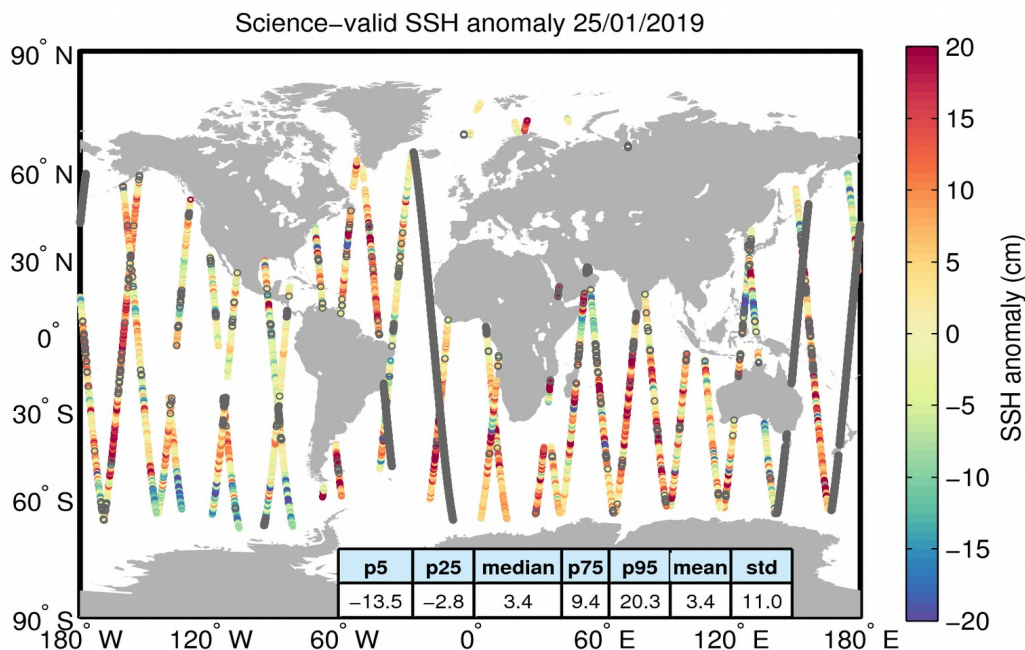 Science−valid SSH anomaly 25/01/2019
90° N
60° N
30° N
0°
30° S
60° S
90° S
180° W
120° W
60° W
0°
60° E
120° E
180° E
p5 p25 median p75 p95 mean std
−13.5 −2.8 3.4 9.4 20.3 3.4 11.0
20
15
10
5
0
−5
−10
−15
−20
SSH anomaly (cm)